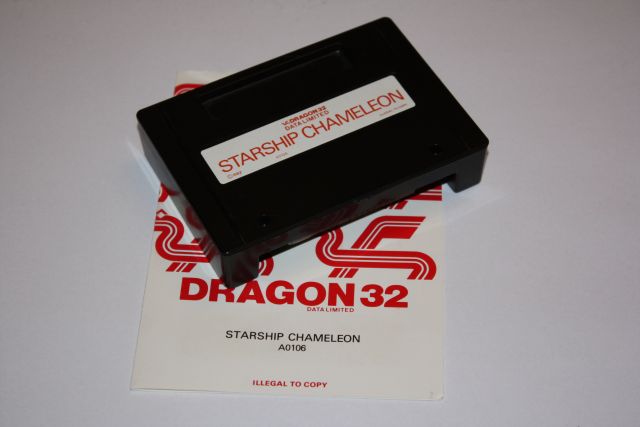 DRAGON 32
DATA LIMITED
STARSHIP CHAMELEON
DRAGON 32
DATA LIMITED
STARSHIP CHAMELEON
A0106
ILLEGAL TO COPY